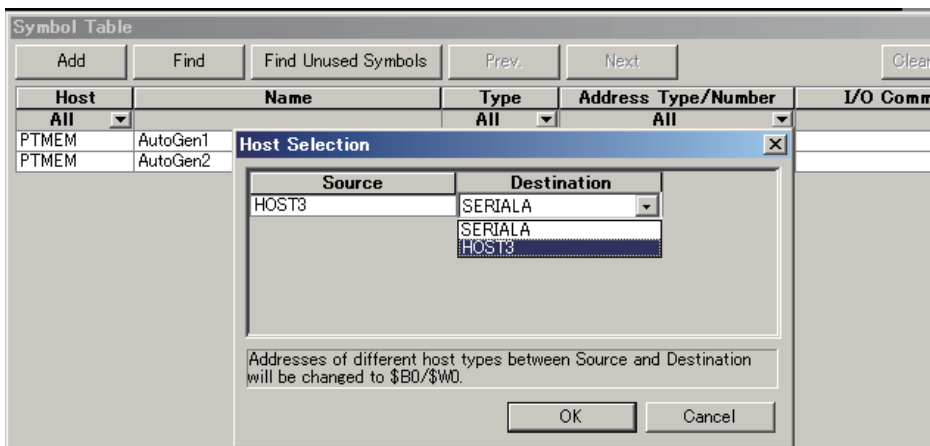 Symbol Table
Add Find Find Unused Symbols Prev. Next Clear
Host Name Type Address Type/Number I/O Comm
All All All
PTMEM AutoGen1
PTMEM AutoGen2
Host Selection
Source Destination
HOST3 SERIALA
SERIALA
HOST3
Addresses of different host types between Source and Destination
will be changed to $B0/$W0.
OK Cancel